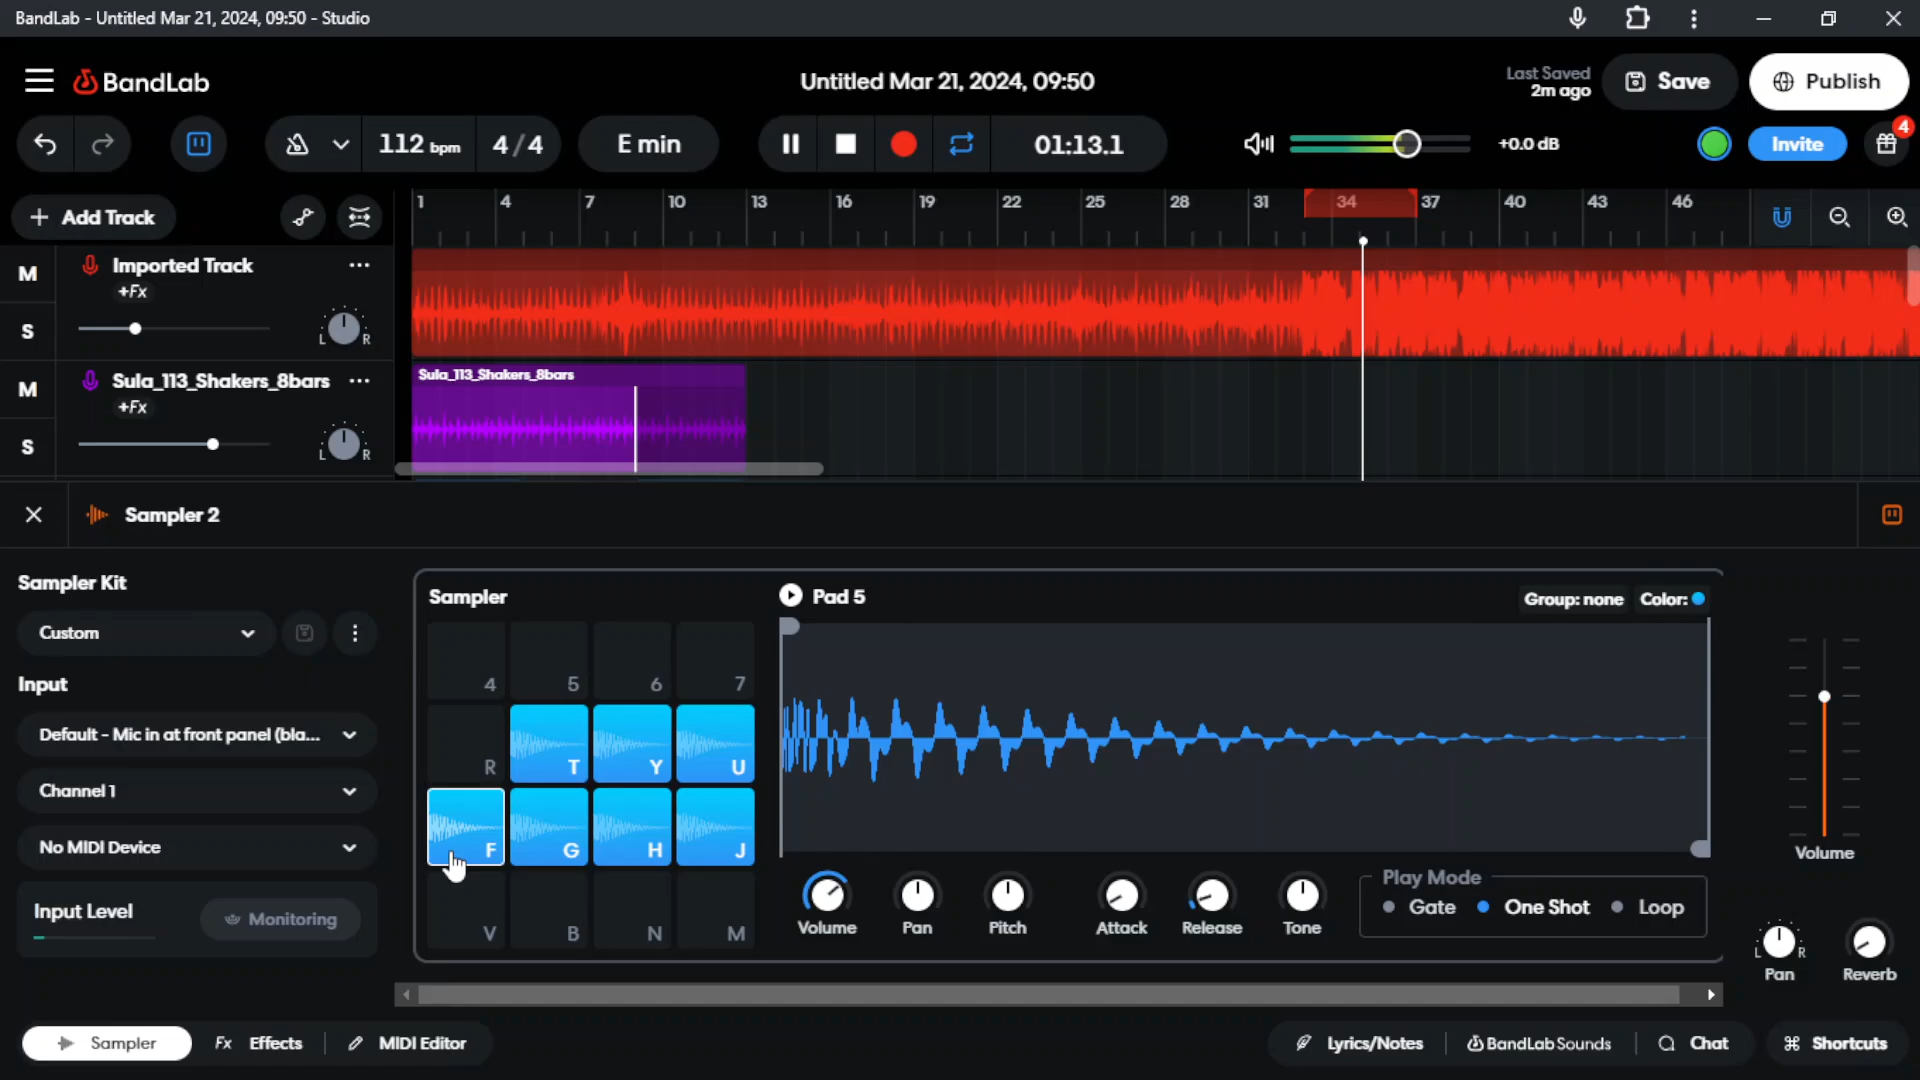 BandLab - Untitled Mar 21, 2024, 09:50 - Studio
BandLab
Untitled Mar 21, 2024, 09:50
Last Saved
2m ago
Save
Publish
112 bpm
4 / 4
E min
01:13.1
+0.0 dB
Invite
4
+ Add Track
1 4 7 10 13 16 19 22 25 28 31 34 37 40 43 46
M
Imported Track
+Fx
S
L R
M
Sula_113_Shakers_8bars
+Fx
S
L R
Sula_113_Shakers_8bars
Sampler 2
Sampler Kit
Custom
Input
Default - Mic in at front panel (bla...
Channel 1
No MIDI Device
Input Level
Monitoring
Sampler
4 5 6 7
R T Y U
F G H J
V B N M
Pad 5
Group: none
Color:
Volume
Pan
Pitch
Attack
Release
Tone
Play Mode
Gate
One Shot
Loop
Volume
L R
Pan
Reverb
Sampler
Fx Effects
MIDI Editor
Lyrics/Notes
BandLab Sounds
Chat
⌘ Shortcuts